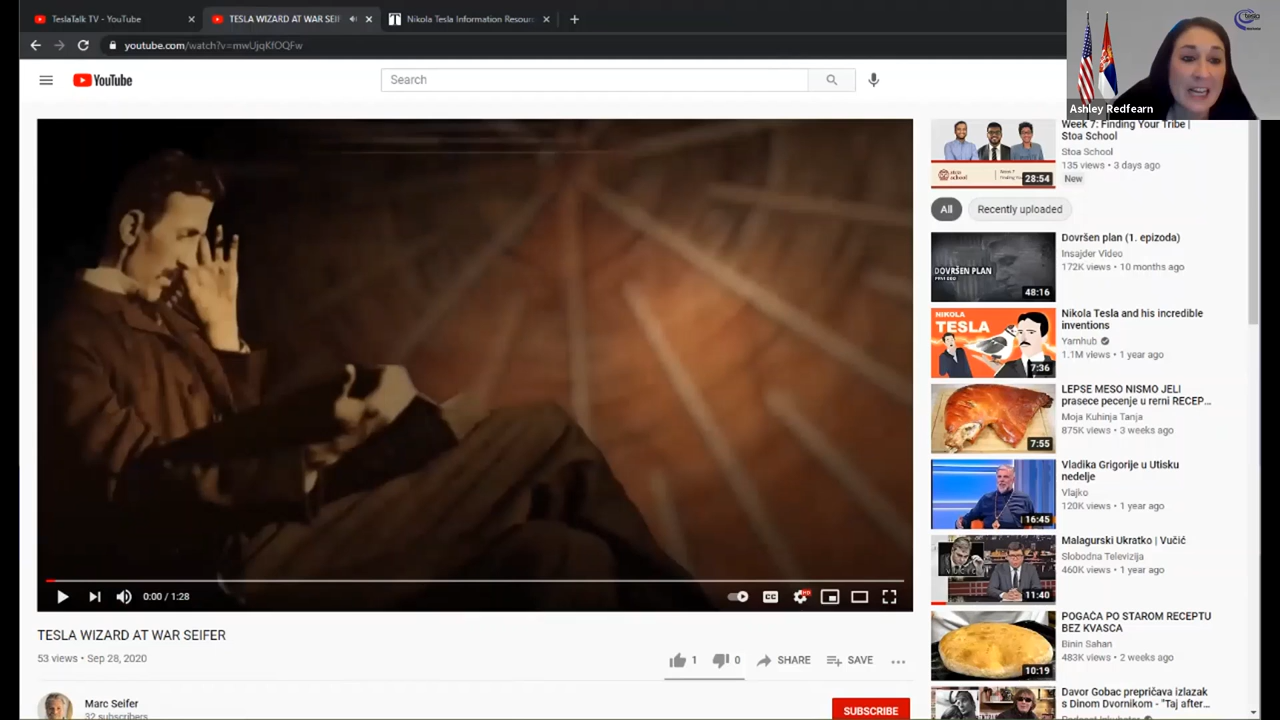 TeslaTalk TV - YouTube
TESLA WIZARD AT WAR SEIF
Nikola Tesla Information Resour
youtube.com/watch?v=mwUjqKfOQFw
YouTube
Search
Ashley Redfearn
Week 7: Finding Your Tribe |
Stoa School
Stoa School
135 views • 3 days ago
New
28:54
All
Recently uploaded
Dovršen plan (1. epizoda)
Insajder Video
172K views • 10 months ago
DOVRŠEN PLAN
48:16
Nikola Tesla and his incredible
inventions
Yarnhub
1.1M views • 1 year ago
NIKOLA
TESLA
7:36
LEPSE MESO NISMO JELI
prasece pecenje u rerni RECEP...
Moja Kuhinja Tanja
875K views • 3 weeks ago
7:55
Vladika Grigorije u Utisku
nedelje
Vlajko
120K views • 1 year ago
16:45
Malagurski Ukratko | Vučić
Slobodna Televizija
460K views • 1 year ago
VUČIĆ
11:40
POGAČA PO STAROM RECEPTU
BEZ KVASCA
Binin Sahan
483K views • 2 weeks ago
10:19
Davor Gobac prepričava izlazak
s Dinom Dvornikom - "Taj after...
0:00 / 1:28
CC
HD
TESLA WIZARD AT WAR SEIFER
53 views • Sep 28, 2020
1
0
SHARE
SAVE
Marc Seifer
32 subscribers
SUBSCRIBE